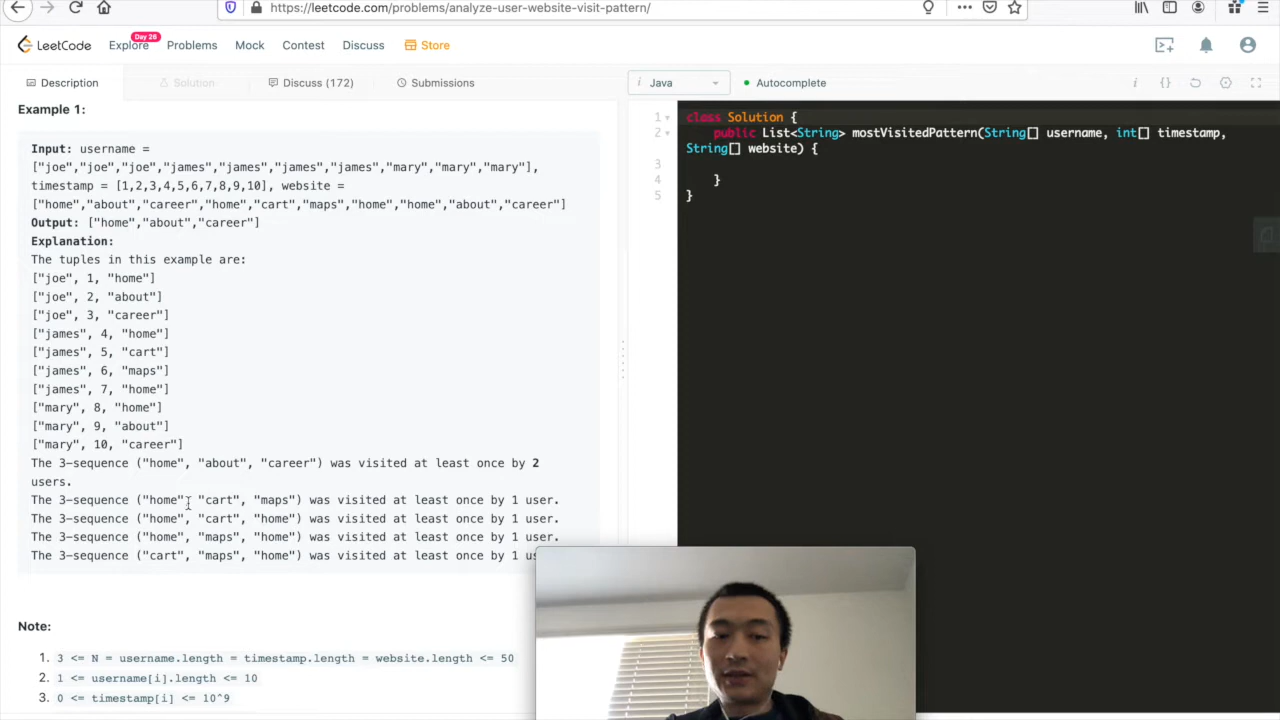 https://leetcode.com/problems/analyze-user-website-visit-pattern/
LeetCode
Explore
Day 26
Problems
Mock
Contest
Discuss
Store
Description
Solution
Discuss (172)
Submissions
Java
Autocomplete
Example 1:
Input: username =
["joe","joe","joe","james","james","james","james","mary","mary","mary"],
timestamp = [1,2,3,4,5,6,7,8,9,10], website =
["home","about","career","home","cart","maps","home","home","about","career"]
Output: ["home","about","career"]
Explanation:
The tuples in this example are:
["joe", 1, "home"]
["joe", 2, "about"]
["joe", 3, "career"]
["james", 4, "home"]
["james", 5, "cart"]
["james", 6, "maps"]
["james", 7, "home"]
["mary", 8, "home"]
["mary", 9, "about"]
["mary", 10, "career"]
The 3-sequence ("home", "about", "career") was visited at least once by 2
users.
The 3-sequence ("home", "cart", "maps") was visited at least once by 1 user.
The 3-sequence ("home", "cart", "home") was visited at least once by 1 user.
The 3-sequence ("home", "maps", "home") was visited at least once by 1 user.
The 3-sequence ("cart", "maps", "home") was visited at least once by 1 us
Note:
1. 3 <= N = username.length = timestamp.length = website.length <= 50
2. 1 <= username[i].length <= 10
3. 0 <= timestamp[i] <= 10^9
1 class Solution {
2 public List<String> mostVisitedPattern(String[] username, int[] timestamp,
String[] website) {
3
4 }
5 }